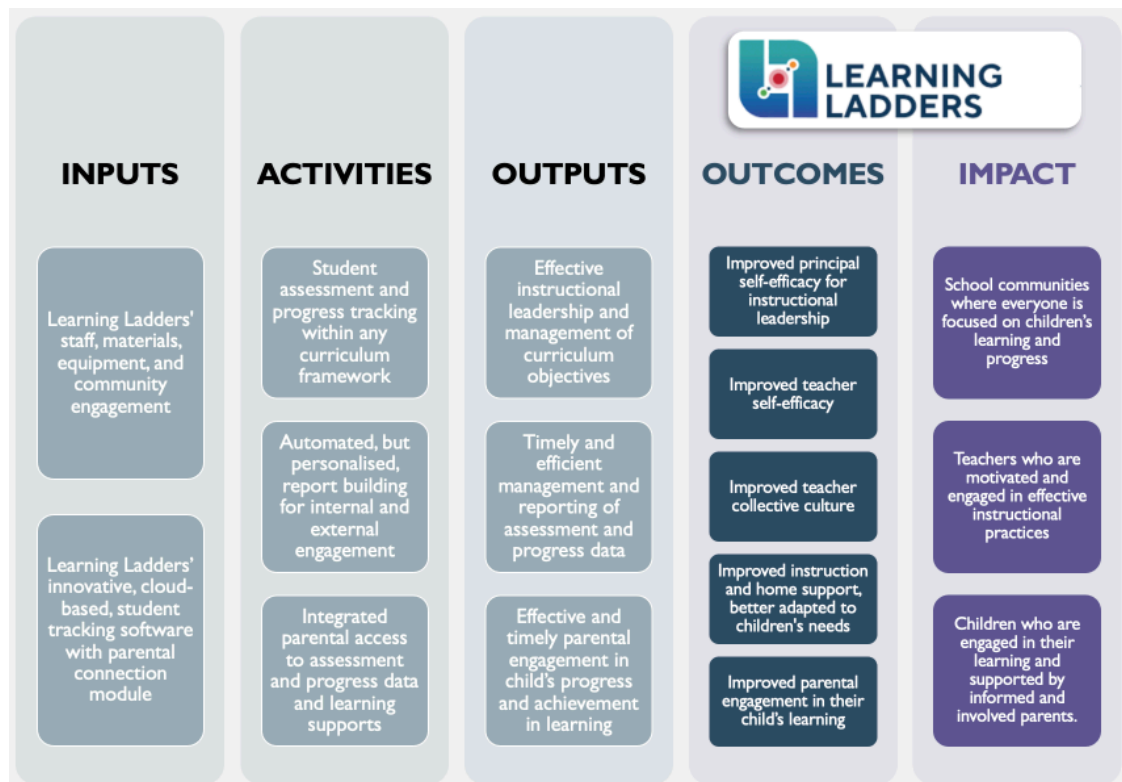 LEARNING
LADDERS
INPUTS
Learning Ladders'
staff, materials,
equipment, and
community
engagement
Learning Ladders'
innovative, cloud-
based, student
tracking software
with parental
connection
module
ACTIVITIES
Student
assessment and
progress tracking
within any
curriculum
framework
Automated, but
personalised,
report building
for internal and
external
engagement
Integrated
parental access
to assessment
and progress data
and learning
supports
OUTPUTS
Effective
instructional
leadership and
management of
curriculum
objectives
Timely and
efficient
management and
reporting of
assessment and
progress data
Effective and
timely parental
engagement in
child's progress
and achievement
in learning
OUTCOMES
Improved principal
self-efficacy for
instructional
leadership
Improved teacher
self-efficacy
Improved teacher
collective culture
Improved instruction
and home support,
better adapted to
children's needs
Improved parental
engagement in their
child's learning
IMPACT
School communities
where everyone is
focused on children's
learning and
progress
Teachers who are
motivated and
engaged in effective
instructional
practices
Children who are
engaged in their
learning and
supported by
informed and
involved parents.